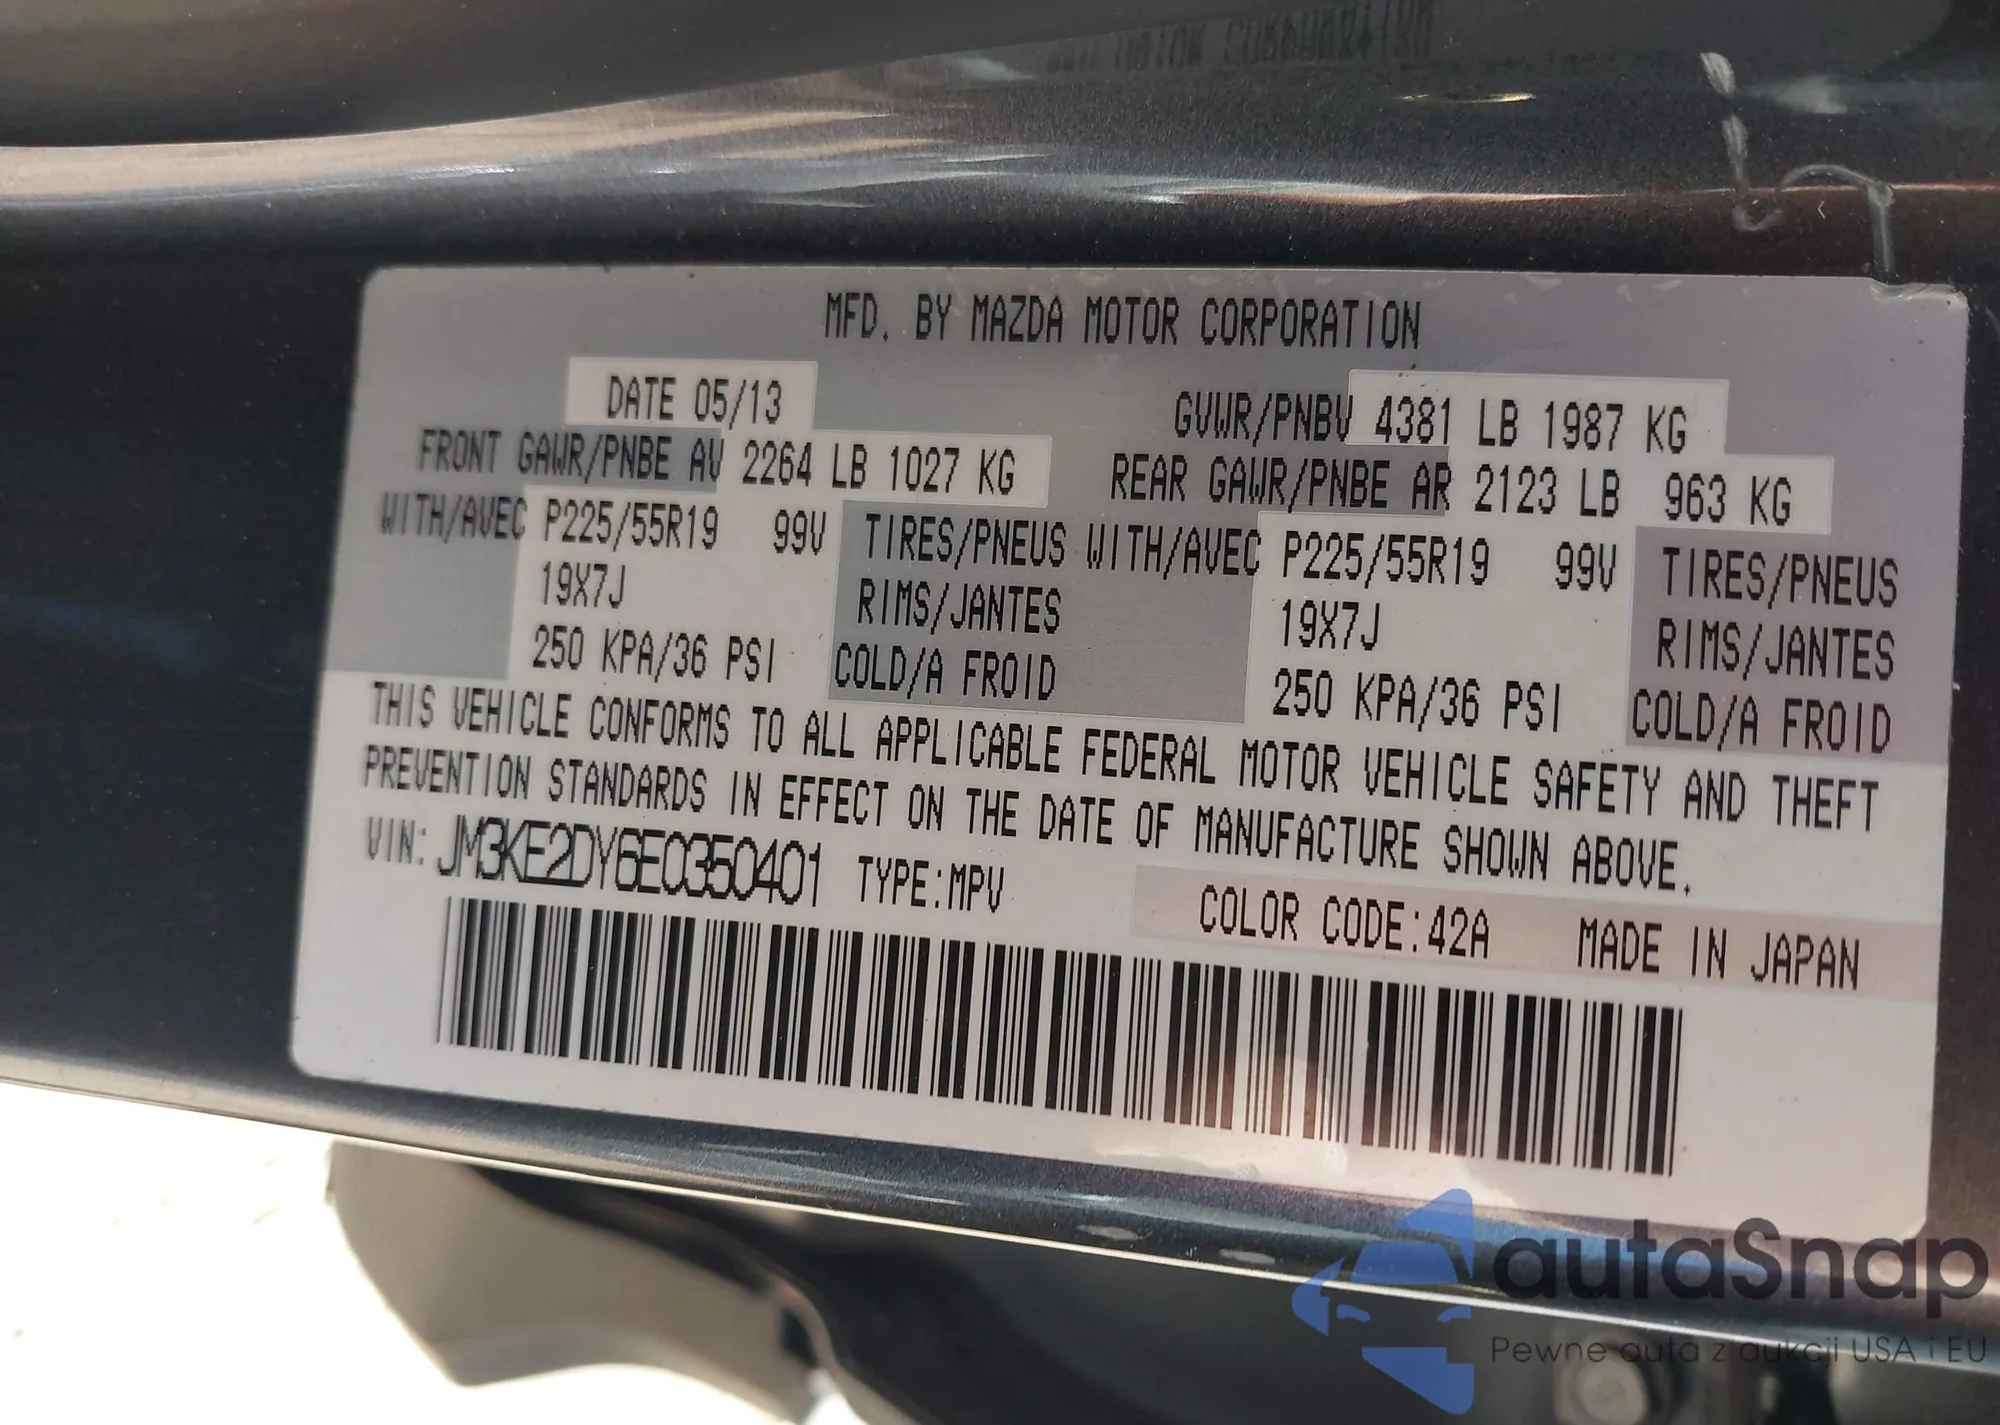 MFD. BY MAZDA MOTOR CORPORATION
DATE 05/13
GVWR/PNBV 4381 LB 1987 KG
FRONT GAWR/PNBE AV 2264 LB 1027 KG
REAR GAWR/PNBE AR 2123 LB 963 KG
WITH/AVEC P225/55R19 99V TIRES/PNEUS WITH/AVEC P225/55R19 99V TIRES/PNEUS
19X7J RIMS/JANTES 19X7J RIMS/JANTES
250 KPA/36 PSI COLD/A FROID 250 KPA/36 PSI COLD/A FROID
THIS VEHICLE CONFORMS TO ALL APPLICABLE FEDERAL MOTOR VEHICLE SAFETY AND THEFT
PREVENTION STANDARDS IN EFFECT ON THE DATE OF MANUFACTURE SHOWN ABOVE.
VIN: JM3KE2DY6E0350401 TYPE:MPV
COLOR CODE:42A MADE IN JAPAN
autaSnap
Pewne auta z aukcji USA i EU